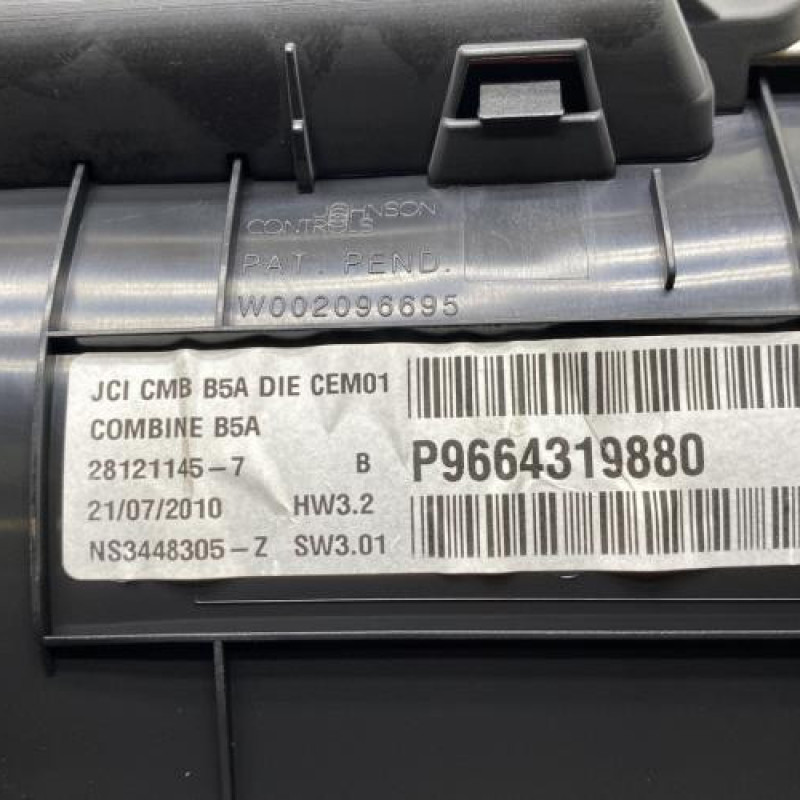 JOHNSON
CONTROLS
PAT. PEND.
W002096695
JCI CMB B5A DIE CEM01
COMBINE B5A
28121145-7 B
21/07/2010 HW3.2
NS3448305-Z SW3.01
P9664319880